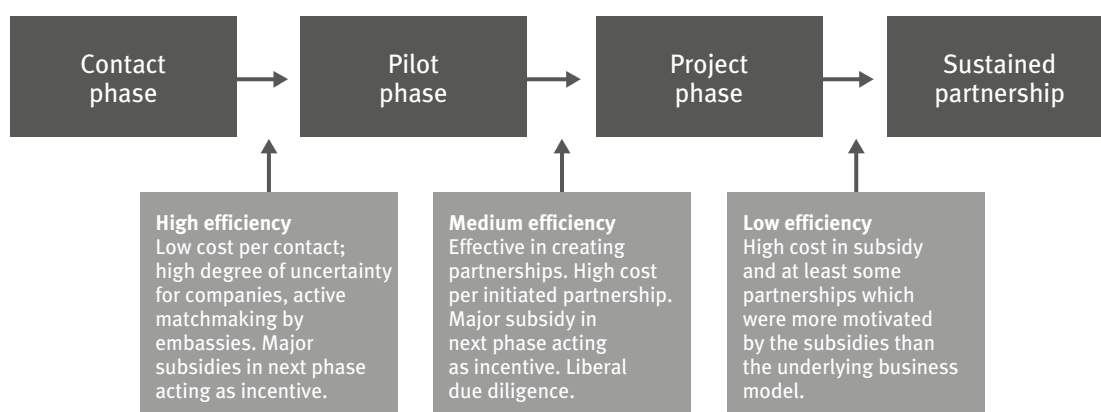 Contact
phase
Pilot
phase
Project
phase
Sustained
partnership
High efficiency
Low cost per contact;
high degree of uncertainty
for companies, active
matchmaking by
embassies. Major
subsidies in next phase
acting as incentive.
Medium efficiency
Effective in creating
partnerships. High cost
per initiated partnership.
Major subsidy in
next phase acting
as incentive. Liberal
due diligence.
Low efficiency
High cost in subsidy
and at least some
partnerships which
were more motivated
by the subsidies than
the underlying business
model.